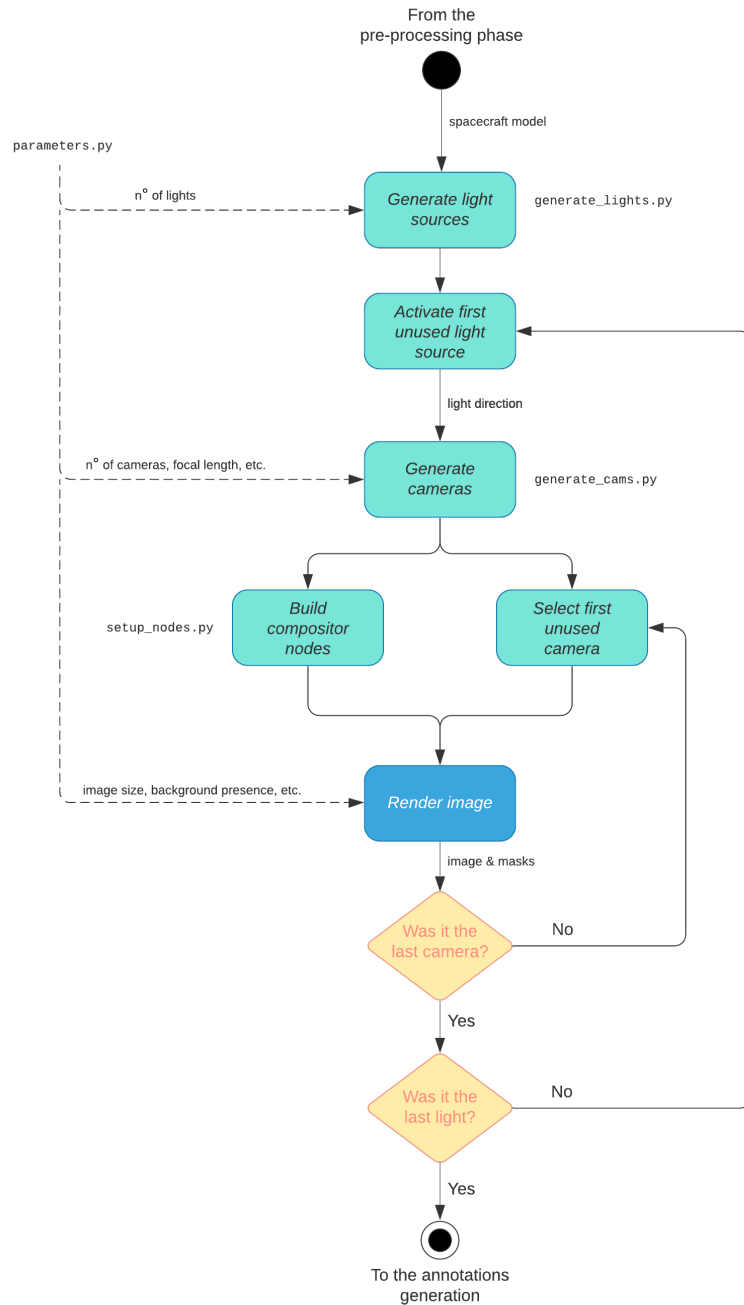 From the
pre-processing phase
spacecraft model
parameters.py
n° of lights
Generate light
sources
generate_lights.py
Activate first
unused light
source
light direction
n° of cameras, focal length, etc.
Generate
cameras
generate_cams.py
setup_nodes.py
Build
compositor
nodes
Select first
unused
camera
image size, background presence, etc.
Render image
image & masks
Was it the
last camera?
No
Yes
Was it the
last light?
No
Yes
To the annotations
generation